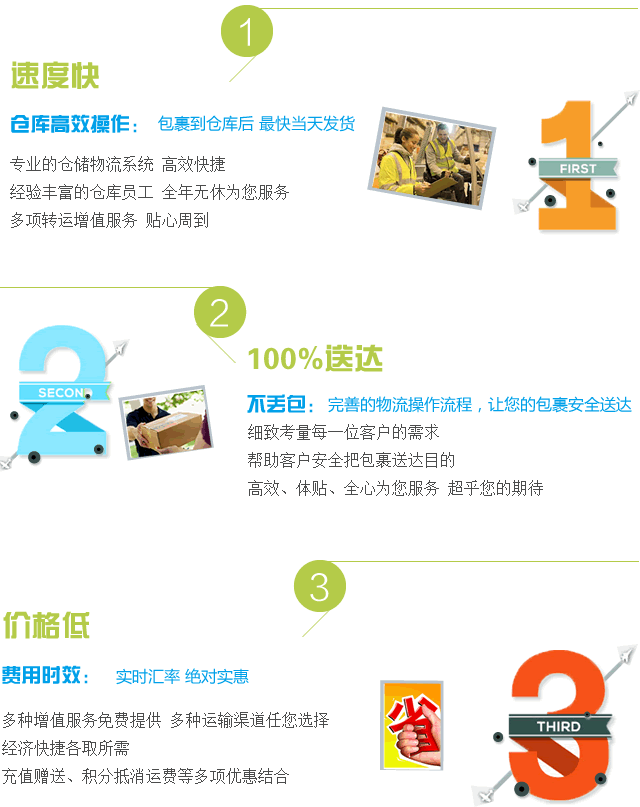 1
速度快
仓库高效操作： 包裹到仓库后 最快当天发货
专业的仓储物流系统 高效快捷
经验丰富的仓库员工 全年无休为您服务
多项转运增值服务 贴心周到
1
FIRST
2
2
SECOND
100%送达
不丢包： 完善的物流操作流程，让您的包裹安全送达
细致考量每一位客户的需求
帮助客户安全把包裹送达目的
高效、体贴、全心为您服务 超乎您的期待
3
价格低
费用时效： 实时汇率 绝对实惠
多种增值服务免费提供 多种运输渠道任您选择
经济快捷各取所需
充值赠送、积分抵消运费等多项优惠结合
省
3
THIRD